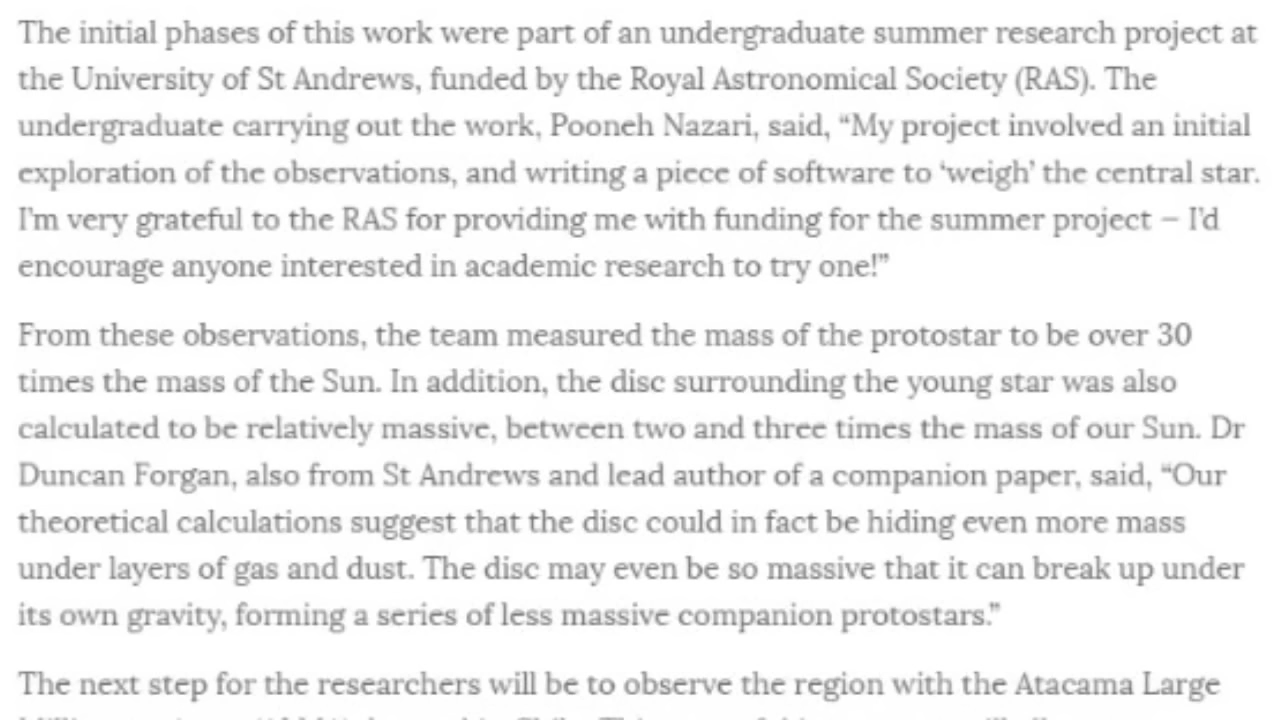 The initial phases of this work were part of an undergraduate summer research project at
the University of St Andrews, funded by the Royal Astronomical Society (RAS). The
undergraduate carrying out the work, Pooneh Nazari, said, “My project involved an initial
exploration of the observations, and writing a piece of software to ‘weigh’ the central star.
I’m very grateful to the RAS for providing me with funding for the summer project – I’d
encourage anyone interested in academic research to try one!”
From these observations, the team measured the mass of the protostar to be over 30
times the mass of the Sun. In addition, the disc surrounding the young star was also
calculated to be relatively massive, between two and three times the mass of our Sun. Dr
Duncan Forgan, also from St Andrews and lead author of a companion paper, said, “Our
theoretical calculations suggest that the disc could in fact be hiding even more mass
under layers of gas and dust. The disc may even be so massive that it can break up under
its own gravity, forming a series of less massive companion protostars.”
The next step for the researchers will be to observe the region with the Atacama Large